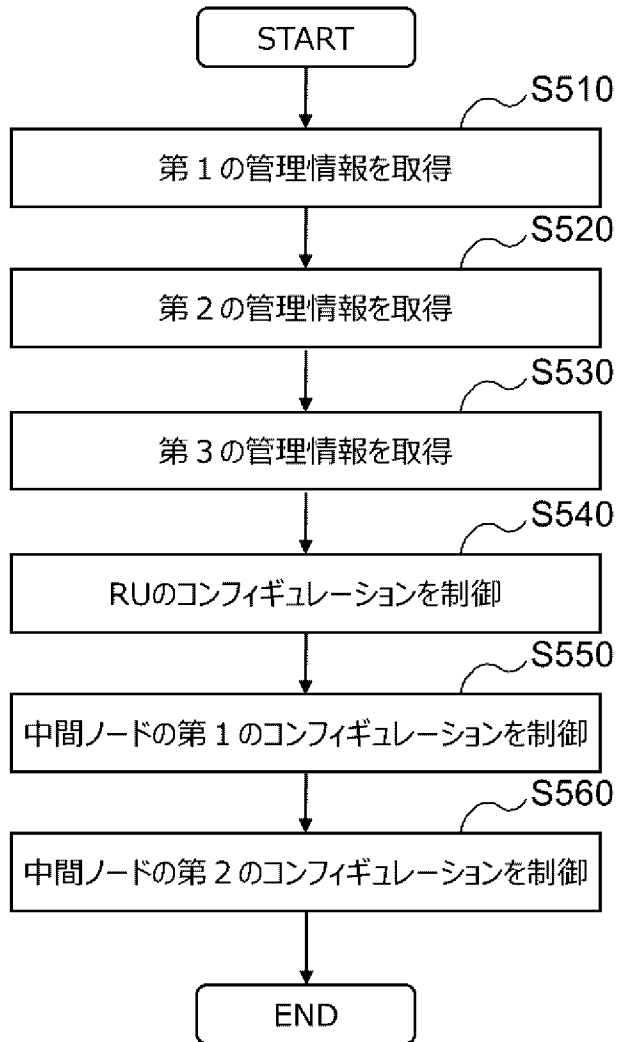 START
S510
第１の管理情報を取得
S520
第２の管理情報を取得
S530
第３の管理情報を取得
S540
RUのコンフィギュレーションを制御
S550
中間ノードの第１のコンフィギュレーションを制御
S560
中間ノードの第２のコンフィギュレーションを制御
END